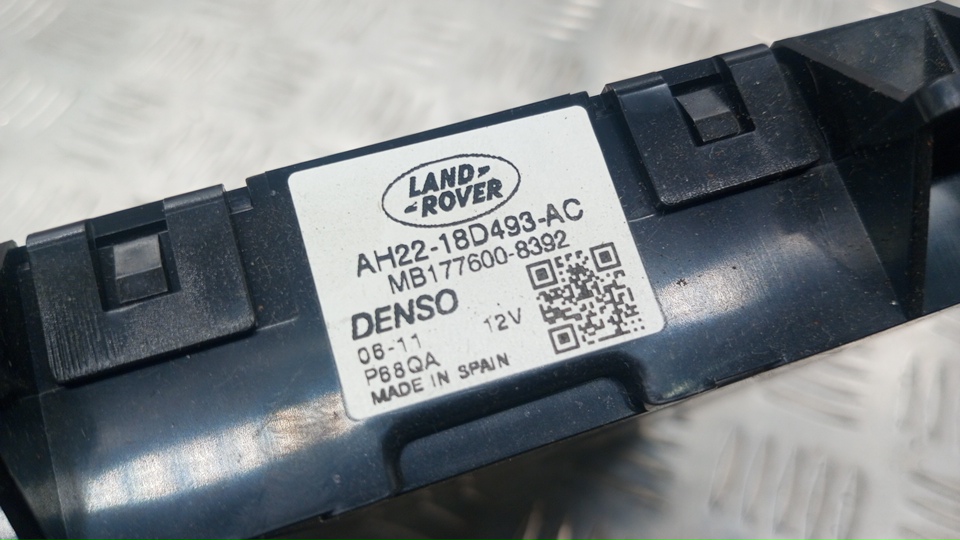 LAND-
-ROVER
AH22-18D493-AC
MB177600-8392
DENSO
12V
06-11
P68QA
MADE IN SPAIN